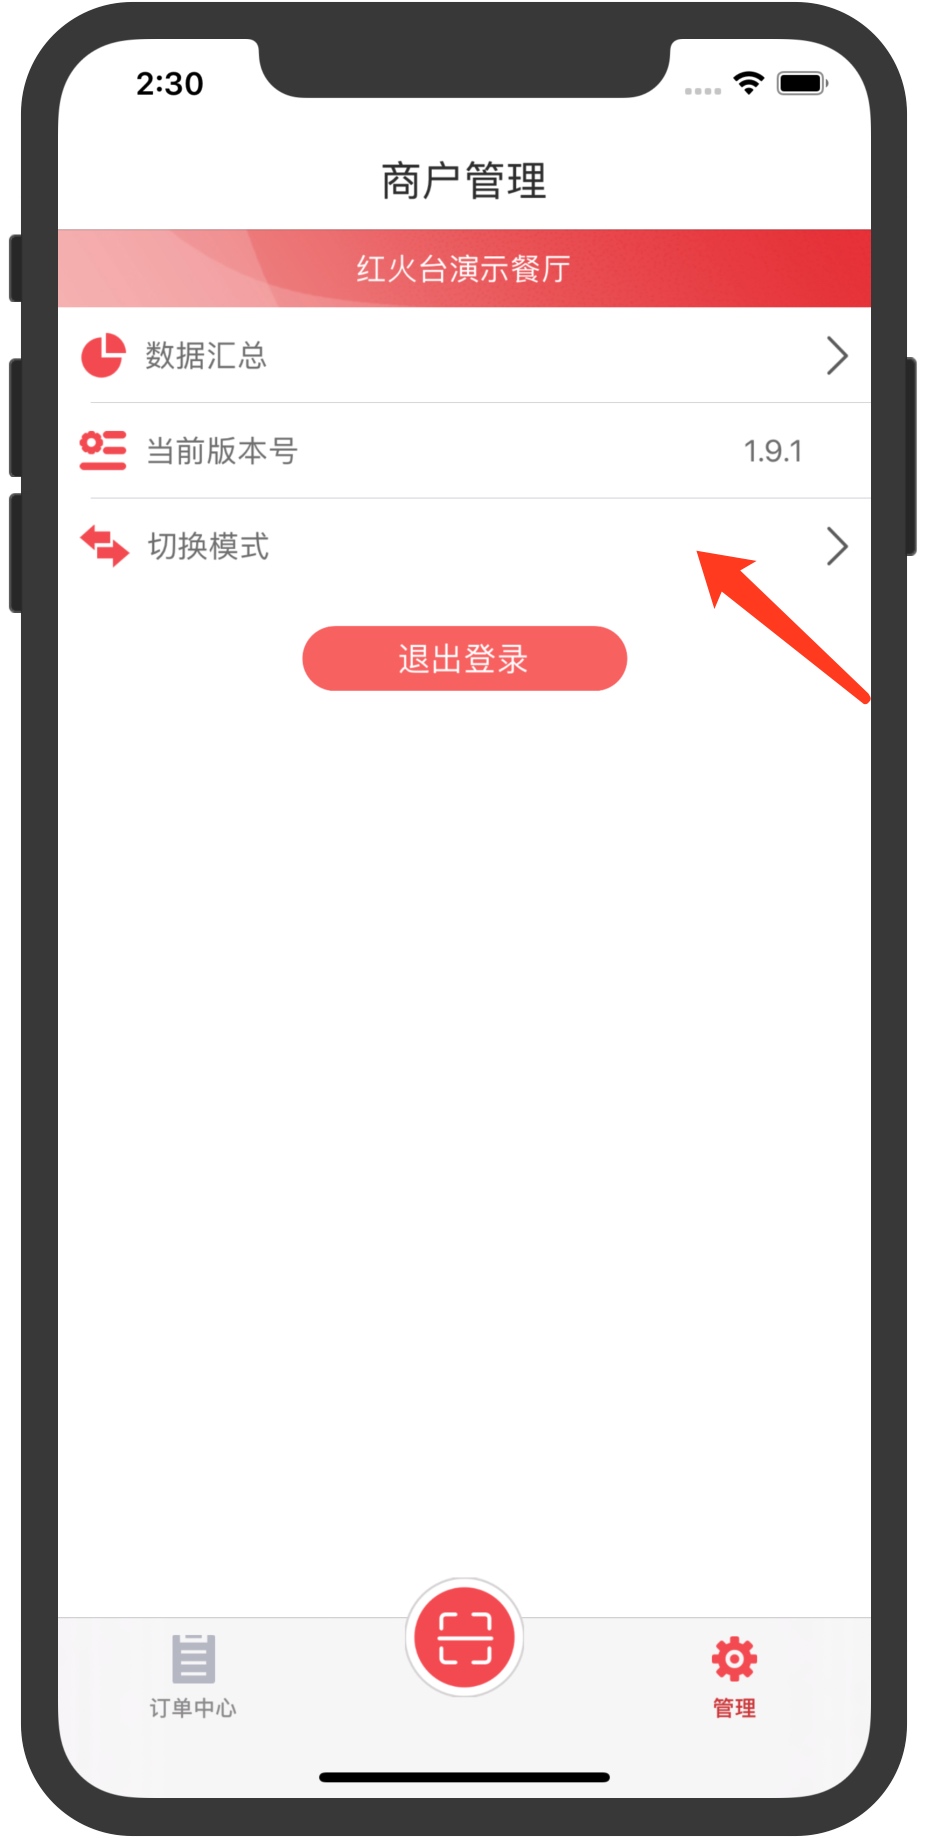 2:30
商户管理
红火台演示餐厅
数据汇总
当前版本号 1.9.1
切换模式
退出登录
订单中心
管理